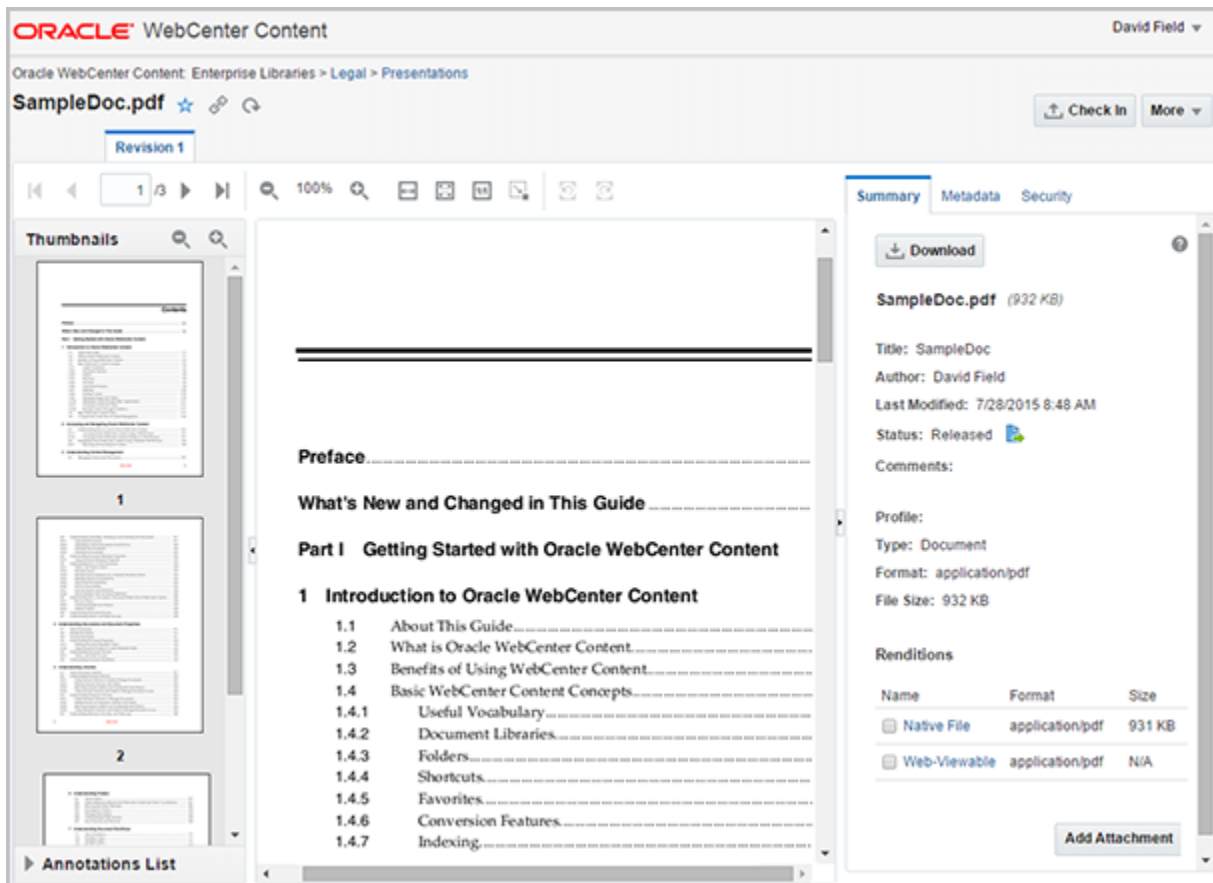 ORACLE® WebCenter Content
David Field
Oracle WebCenter Content: Enterprise Libraries > Legal > Presentations
SampleDoc.pdf
Check In
More
Revision 1
1 /3
100%
Summary
Metadata
Security
Thumbnails
Contents
1
2
Annotations List
Preface
What's New and Changed in This Guide
Part I Getting Started with Oracle WebCenter Content
1 Introduction to Oracle WebCenter Content
1.1 About This Guide
1.2 What is Oracle WebCenter Content
1.3 Benefits of Using WebCenter Content
1.4 Basic WebCenter Content Concepts
1.4.1 Useful Vocabulary
1.4.2 Document Libraries
1.4.3 Folders
1.4.4 Shortcuts
1.4.5 Favorites
1.4.6 Conversion Features
1.4.7 Indexing
Download
SampleDoc.pdf (932 KB)
Title: SampleDoc
Author: David Field
Last Modified: 7/28/2015 8:48 AM
Status: Released
Comments:
Profile:
Type: Document
Format: application/pdf
File Size: 932 KB
Renditions
Name Format Size
Native File application/pdf 931 KB
Web-Viewable application/pdf N/A
Add Attachment